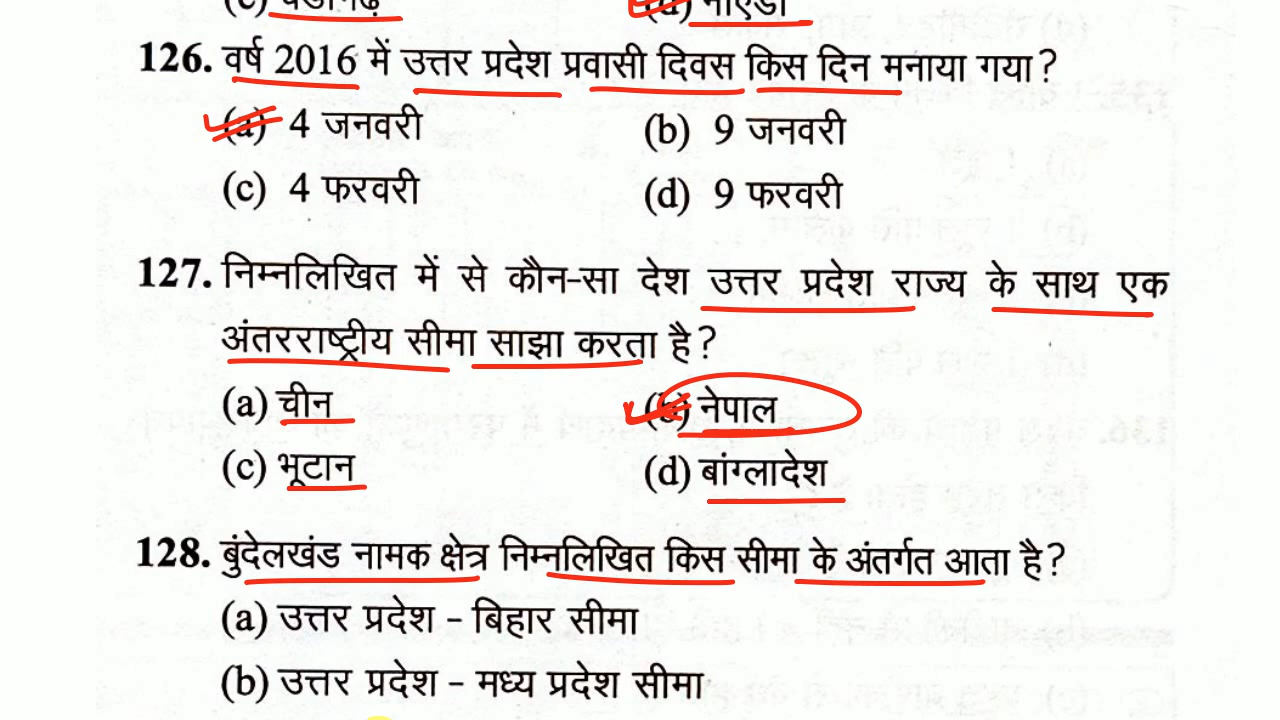 126. वर्ष 2016 में उत्तर प्रदेश प्रवासी दिवस किस दिन मनाया गया?
(a) 4 जनवरी (b) 9 जनवरी
(c) 4 फरवरी (d) 9 फरवरी
127. निम्नलिखित में से कौन-सा देश उत्तर प्रदेश राज्य के साथ एक
अंतरराष्ट्रीय सीमा साझा करता है?
(a) चीन (b) नेपाल
(c) भूटान (d) बांग्लादेश
128. बुंदेलखंड नामक क्षेत्र निम्नलिखित किस सीमा के अंतर्गत आता है?
(a) उत्तर प्रदेश - बिहार सीमा
(b) उत्तर प्रदेश - मध्य प्रदेश सीमा